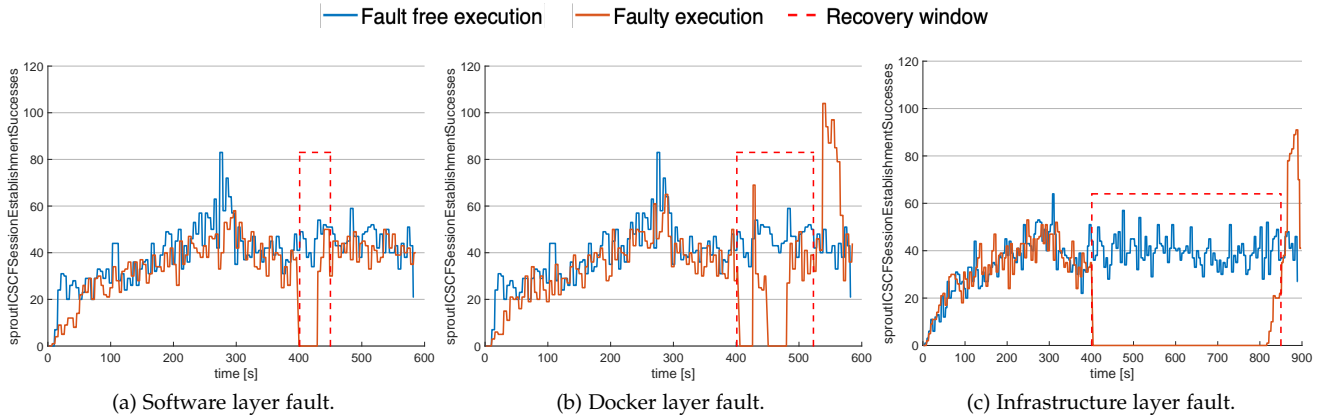 Fault free execution Faulty execution Recovery window
sproutICSCFSessionEstablishmentSuccesses
120
100
80
60
40
20
0
0 100 200 300 400 500 600
time [s]
(a) Software layer fault.
sproutICSCFSessionEstablishmentSuccesses
120
100
80
60
40
20
0
0 100 200 300 400 500 600
time [s]
(b) Docker layer fault.
sproutICSCFSessionEstablishmentSuccesses
120
100
80
60
40
20
0
0 100 200 300 400 500 600 700 800 900
time [s]
(c) Infrastructure layer fault.